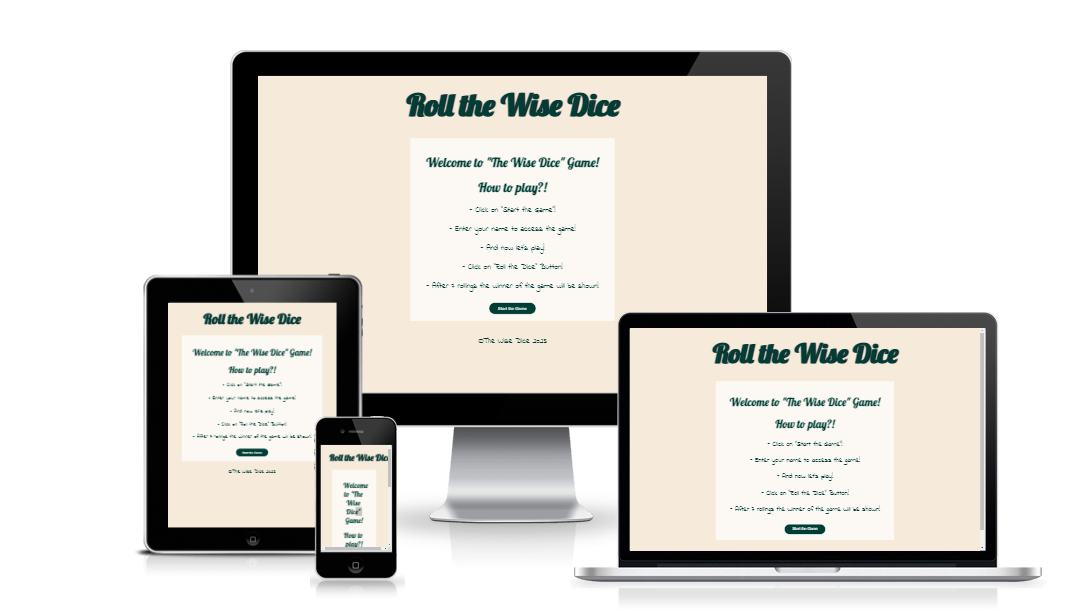 Roll the Wise Dice
Welcome to "The Wise Dice" Game!
How to play?!
- Click on "Start the Game"!
- Enter your name to access the game!
- And now lets play!
- Click on "Roll the Dice" Button!
- After 7 rollings the winner of the game will be shown!
Start the Game
©The Wise Dice 2023
Roll the Wise Dice
Welcome to "The Wise Dice" Game!
How to play?!
- Click on "Start the Game"!
- Enter your name to access the game!
- And now lets play!
- Click on "Roll the Dice" Button!
- After 7 rollings the winner of the game will be shown!
Start the Game
©The Wise Dice 2023
Roll the Wise Dice
Welcome
to "The
Wise
Dice"
Game!
How to
play?!
Roll the Wise Dice
Welcome to "The Wise Dice" Game!
How to play?!
- Click on "Start the Game"!
- Enter your name to access the game!
- And now lets play!
- Click on "Roll the Dice" Button!
- After 7 rollings the winner of the game will be shown!
Start the Game